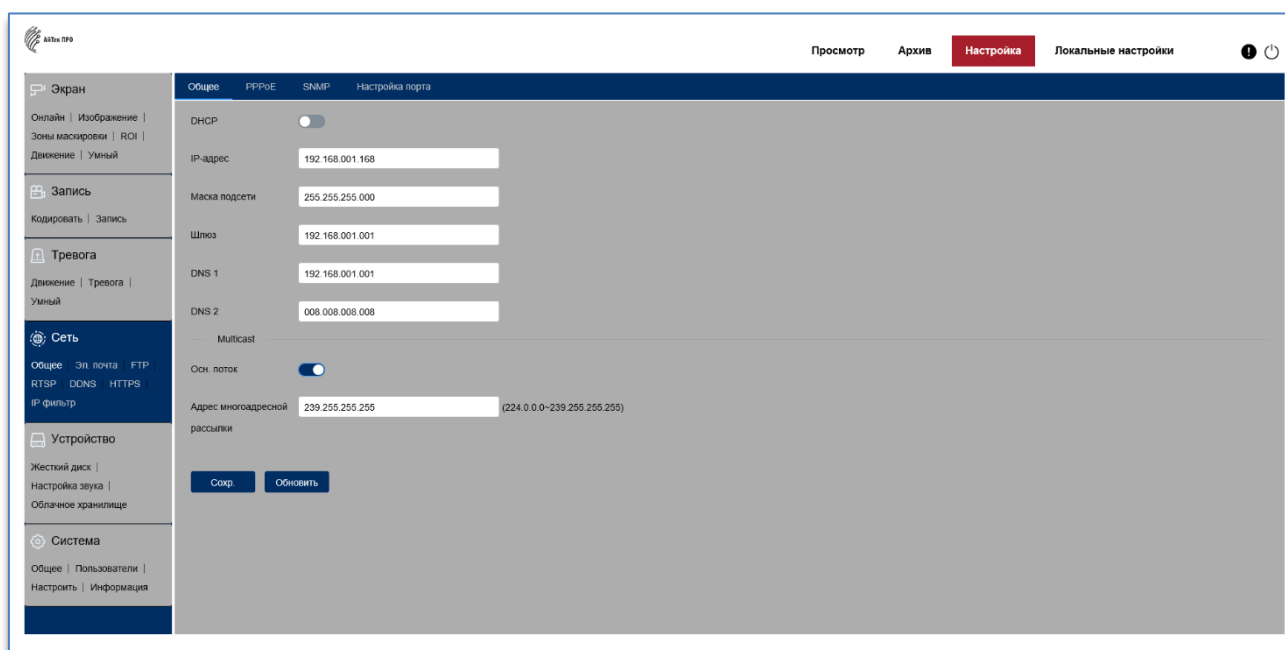 АйТек ПРО
Просмотр Архив Настройка Локальные настройки
Экран
Онлайн | Изображение |
Зоны маскировки | ROI |
Движение | Умный
Запись
Кодировать | Запись
Тревога
Движение | Тревога |
Умный
Сеть
Общее | Эл. почта | FTP |
RTSP | DDNS | HTTPS |
IP фильтр
Устройство
Жесткий диск |
Настройка звука |
Облачное хранилище
Система
Общее | Пользователи |
Настроить | Информация
Общее PPPoE SNMP Настройка порта
DHCP
IP-адрес 192.168.001.168
Маска подсети 255.255.255.000
Шлюз 192.168.001.001
DNS 1 192.168.001.001
DNS 2 008.008.008.008
Multicast
Осн. поток
Адрес многоадресной 239.255.255.255 (224.0.0.0~239.255.255.255)
рассылки
Сохр. Обновить